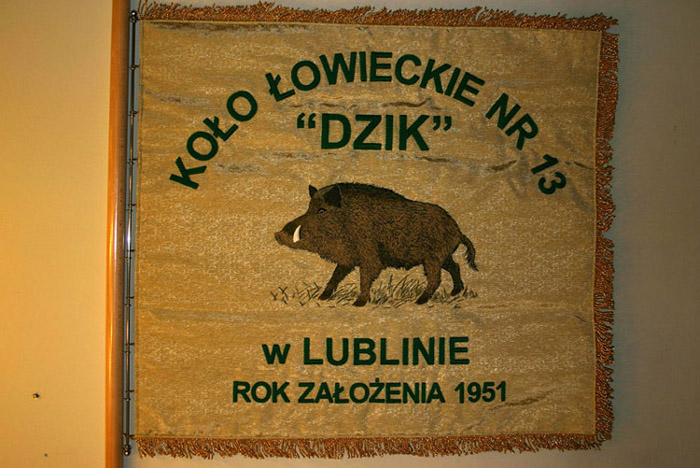 KOŁO ŁOWIECKIE NR 13
“DZIK”
w LUBLINIE
ROK ZAŁOŻENIA 1951